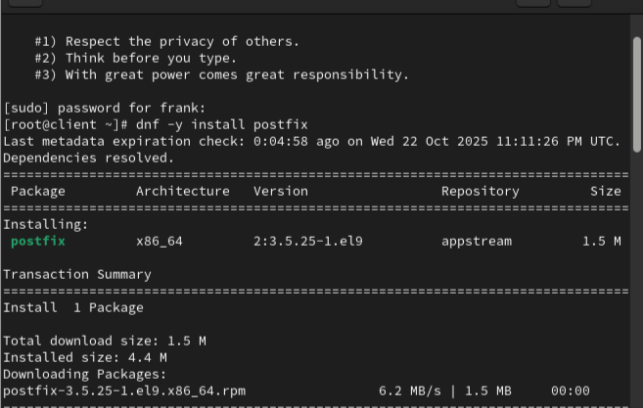 #1) Respect the privacy of others.
#2) Think before you type.
#3) With great power comes great responsibility.
[sudo] password for frank:
[root@client ~]# dnf -y install postfix
Last metadata expiration check: 0:04:58 ago on Wed 22 Oct 2025 11:11:26 PM UTC.
Dependencies resolved.
================================================================================
Package Architecture Version Repository Size
================================================================================
Installing:
postfix x86_64 2:3.5.25-1.el9 appstream 1.5 M
Transaction Summary
================================================================================
Install 1 Package
Total download size: 1.5 M
Installed size: 4.4 M
Downloading Packages:
postfix-3.5.25-1.el9.x86_64.rpm 6.2 MB/s | 1.5 MB 00:00
================================================================================